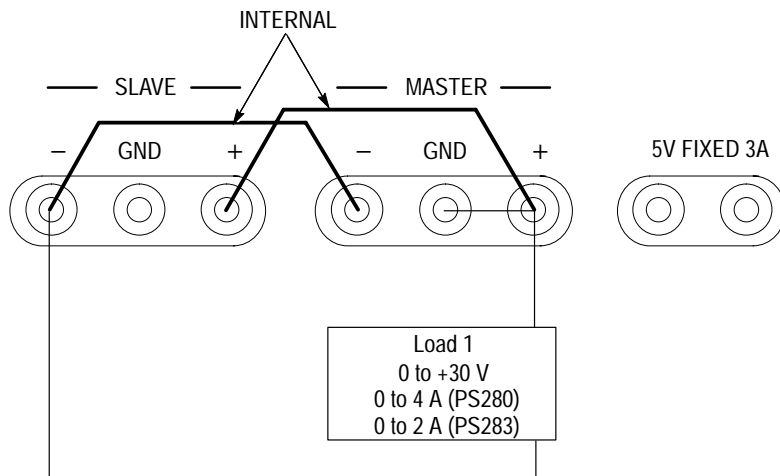 INTERNAL
SLAVE MASTER
– GND + – GND + 5V FIXED 3A
Load 1
0 to +30 V
0 to 4 A (PS280)
0 to 2 A (PS283)